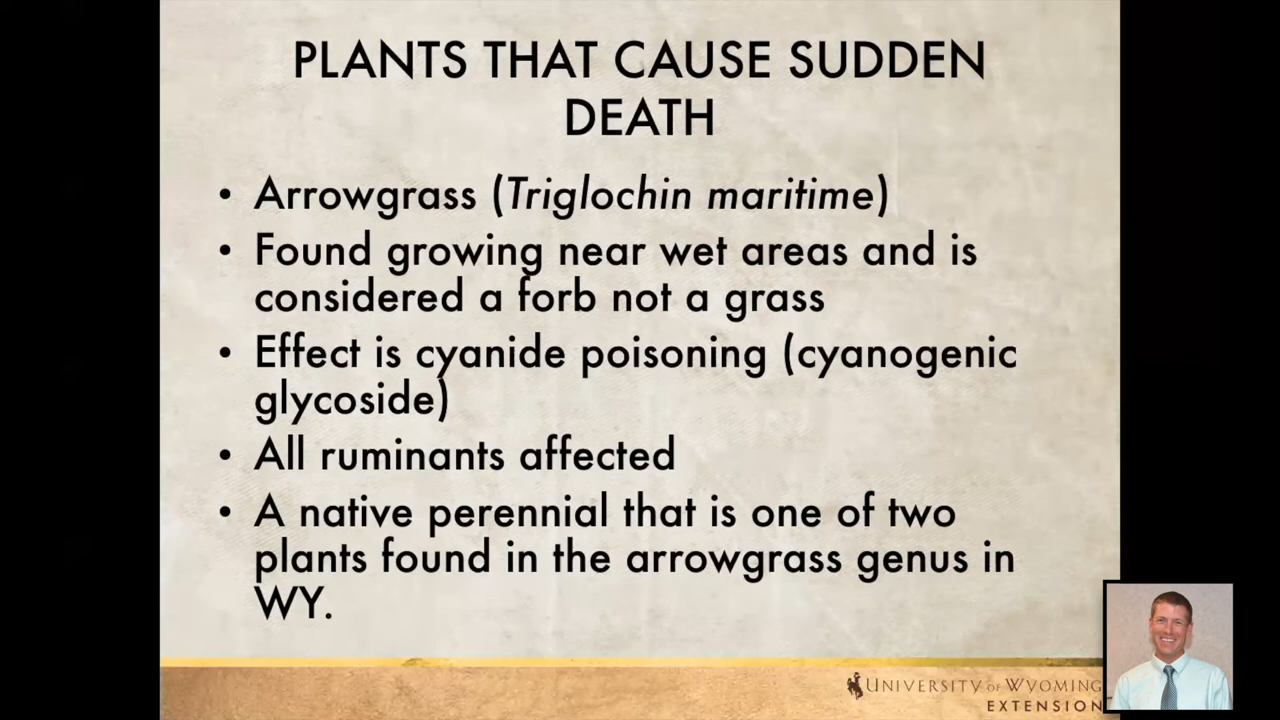 PLANTS THAT CAUSE SUDDEN
DEATH
• Arrowgrass (Triglochin maritime)
• Found growing near wet areas and is
considered a forb not a grass
• Effect is cyanide poisoning (cyanogenic
glycoside)
• All ruminants affected
• A native perennial that is one of two
plants found in the arrowgrass genus in
WY.
UNIVERSITY OF WYOMING
EXTENSION